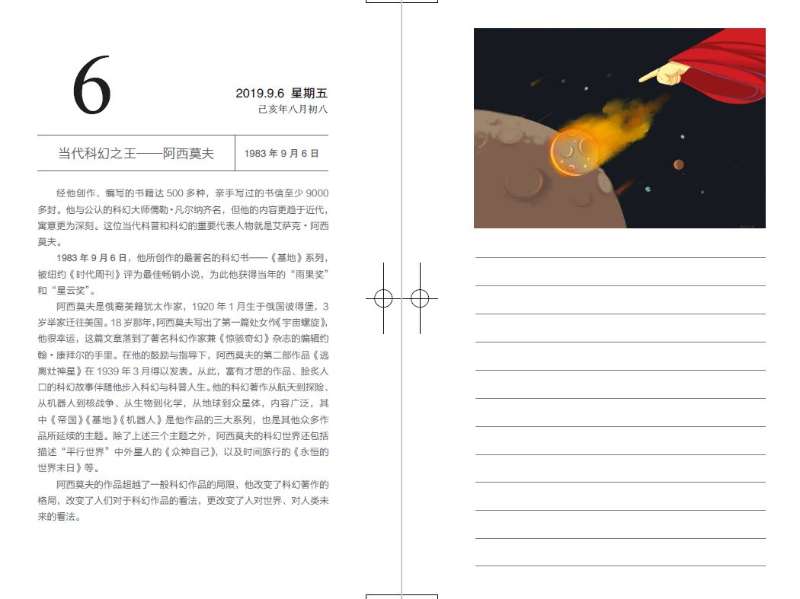 6
2019.9.6 星期五
己亥年八月初八
当代科幻之王——阿西莫夫
1983 年 9 月 6 日
经他创作、编写的书籍达 500 多种，亲手写过的书信至少 9000
多封。他与公认的科幻大师儒勒·凡尔纳齐名，但他的内容更趋于近代，
寓意更为深刻。这位当代科普和科幻的重要代表人物就是艾萨克·阿西
莫夫。
1983 年 9 月 6 日，他所创作的最著名的科幻书——《基地》系列，
被纽约《时代周刊》评为最佳畅销小说，为此他获得当年的“雨果奖”
和“星云奖”。
阿西莫夫是俄裔美籍犹太作家，1920 年 1 月生于俄国彼得堡，3
岁举家迁往美国。18 岁那年，阿西莫夫写出了第一篇处女作《宇宙螺旋》，
他很幸运，这篇文章落到了著名科幻作家兼《惊骇奇幻》杂志的编辑约
翰·康拜尔的手里。在他的鼓励与指导下，阿西莫夫的第二部作品《逃
离灶神星》在 1939 年 3 月得以发表。从此，富有才思的作品、脍炙人
口的科幻故事伴随他步入科幻与科普人生。他的科幻著作从航天到探险、
从机器人到核战争、从生物到化学，从地球到众星体，内容广泛，其
中《帝国》《基地》《机器人》是他作品的三大系列，也是其他众多作
品所延续的主题。除了上述三个主题之外，阿西莫夫的科幻世界还包括
描述“平行世界”中外星人的《众神自己》，以及时间旅行的《永恒的
世界末日》等。
阿西莫夫的作品超越了一般科幻作品的局限，他改变了科幻著作的
格局，改变了人们对于科幻作品的看法，更改变了人对世界、对人类未
来的看法。